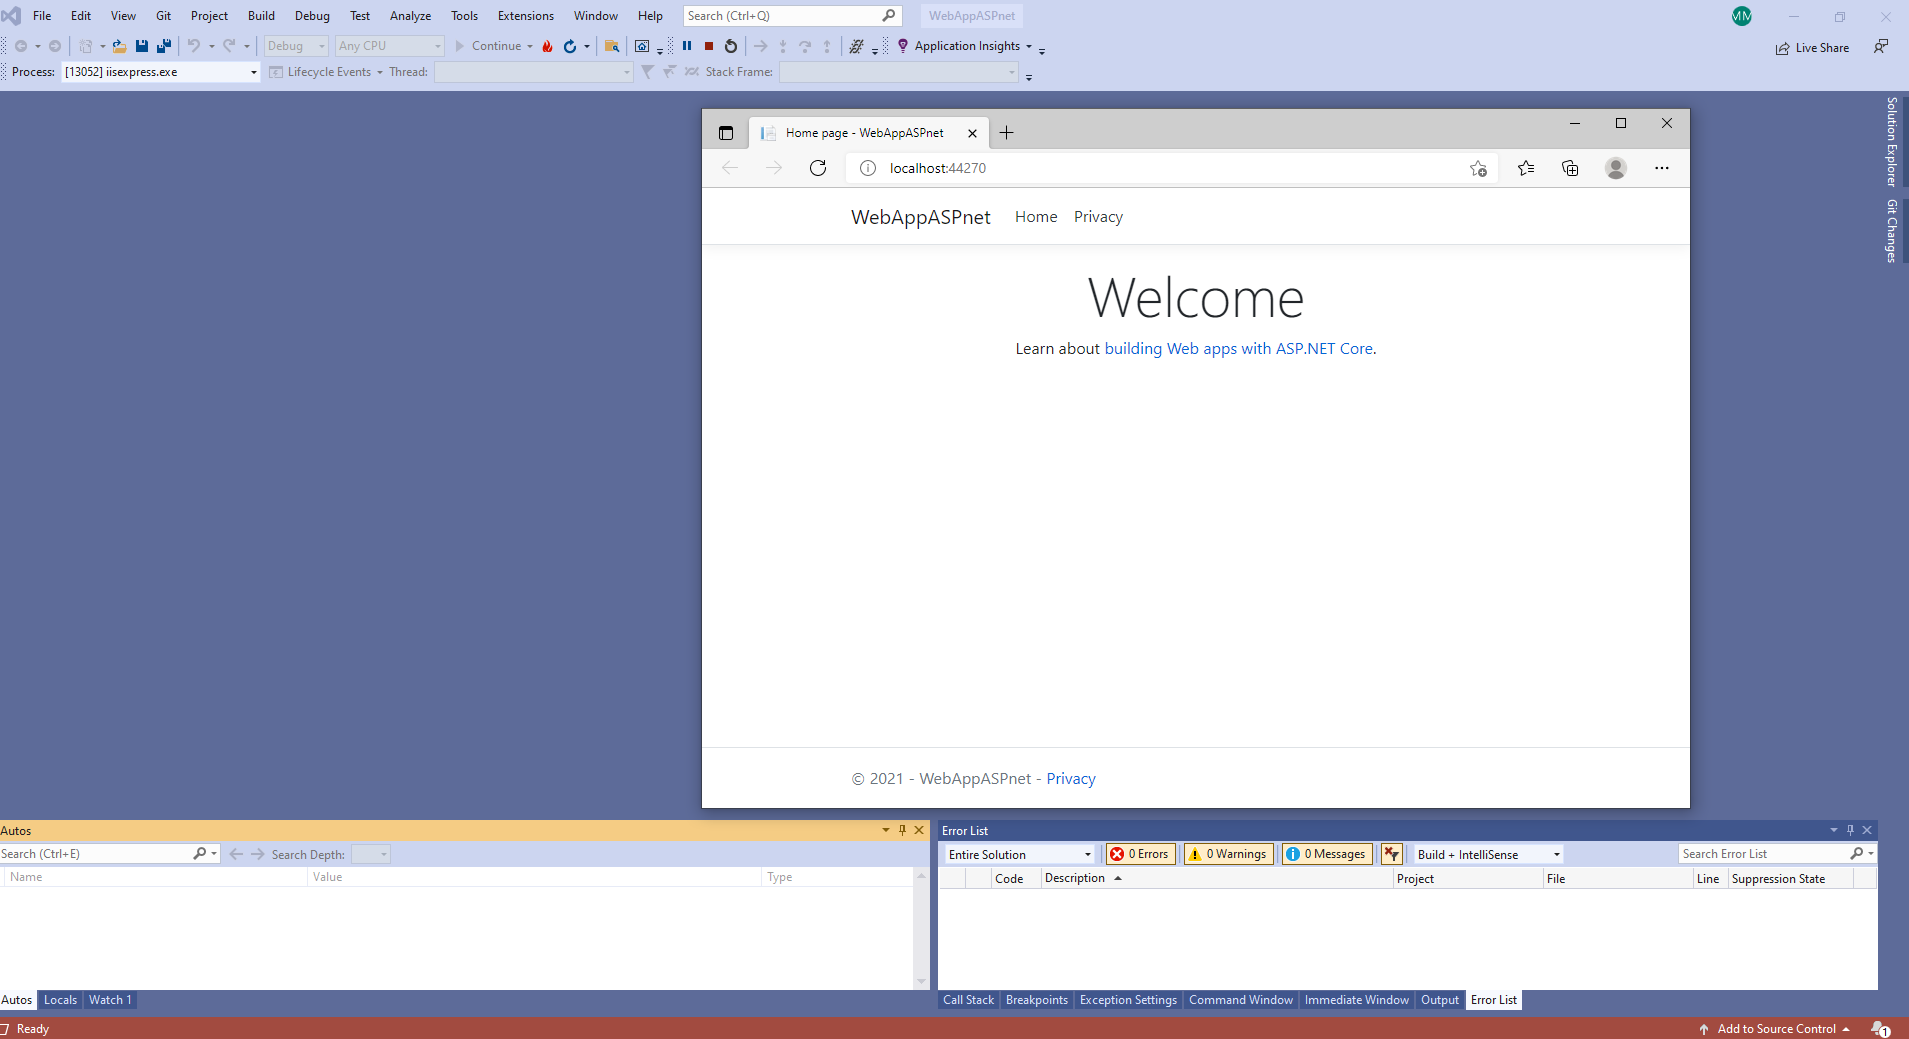 File Edit View Git Project Build Debug Test Analyze Tools Extensions Window Help Search (Ctrl+Q) WebAppASPnet MM
Debug Any CPU Continue Application Insights Live Share
Process: [13052] iisexpress.exe Lifecycle Events Thread: Stack Frame:
Solution Explorer
Git Changes
Home page - WebAppASPnet
localhost:44270
WebAppASPnet Home Privacy
Welcome
Learn about building Web apps with ASP.NET Core.
© 2021 - WebAppASPnet - Privacy
Autos
Search (Ctrl+E) Search Depth:
Name Value Type
Autos Locals Watch 1
Error List
Entire Solution 0 Errors 0 Warnings 0 Messages Build + IntelliSense Search Error List
Code Description Project File Line Suppression State
Call Stack Breakpoints Exception Settings Command Window Immediate Window Output Error List
Ready Add to Source Control 1